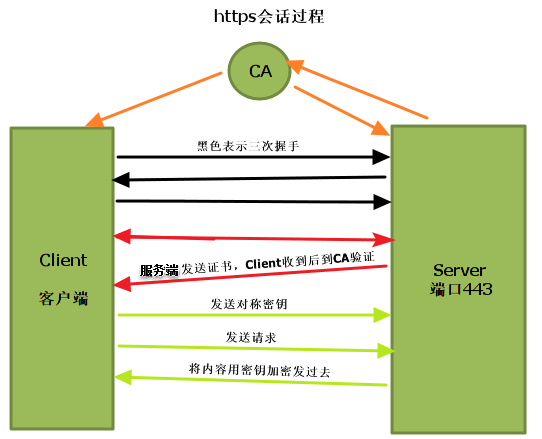 https会话过程
CA
黑色表示三次握手
Client
客户端
服务端发送证书，Client收到后到CA验证
Server
端口443
发送对称密钥
发送请求
将内容用密钥加密发过去